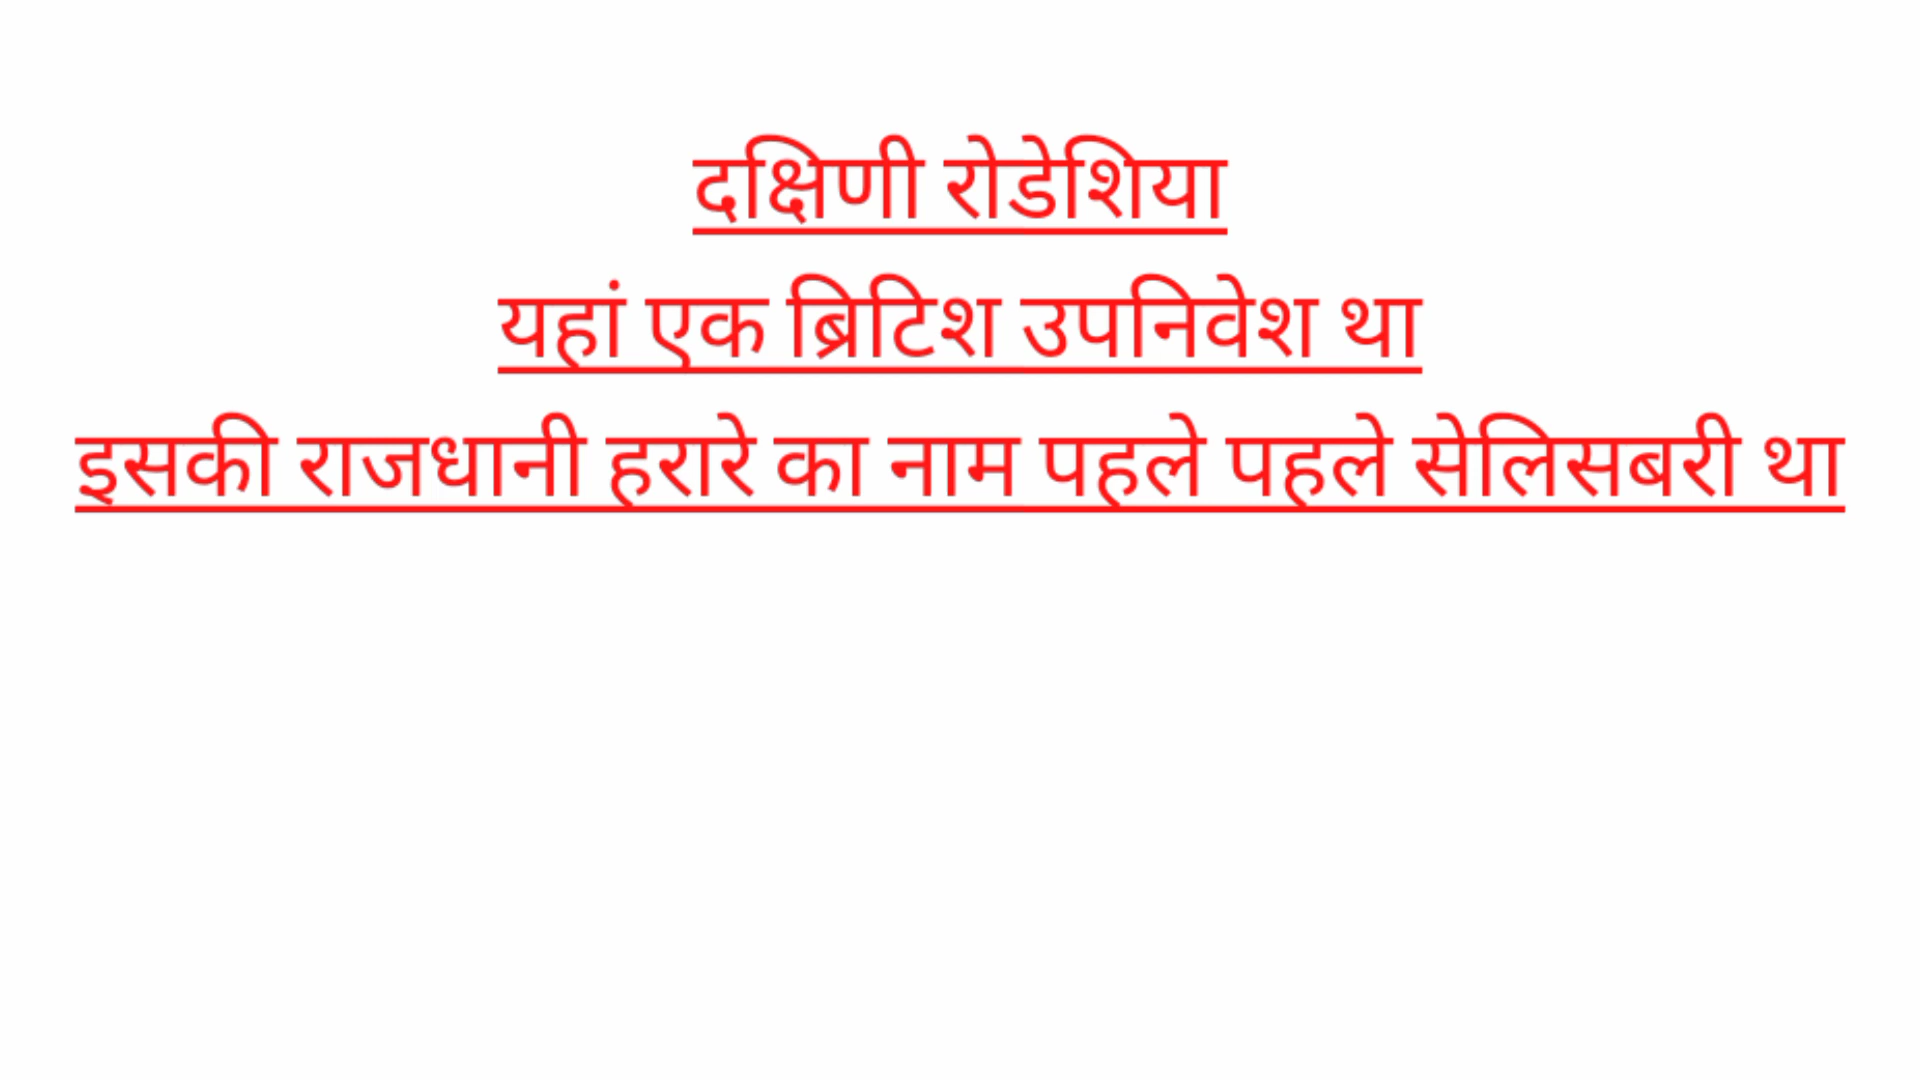 दक्षिणी रोडेशिया
यहां एक ब्रिटिश उपनिवेश था
इसकी राजधानी हरारे का नाम पहले पहले सेलिसबरी था